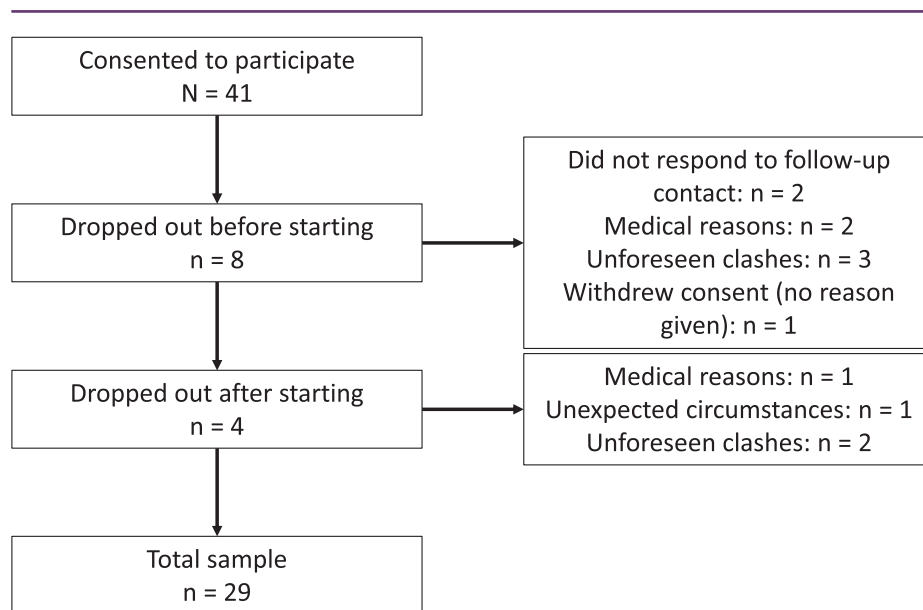 Consented to participate
N = 41
Dropped out before starting
n = 8
Did not respond to follow-up
contact: n = 2
Medical reasons: n = 2
Unforeseen clashes: n = 3
Withdrew consent (no reason
given): n = 1
Dropped out after starting
n = 4
Medical reasons: n = 1
Unexpected circumstances: n = 1
Unforeseen clashes: n = 2
Total sample
n = 29